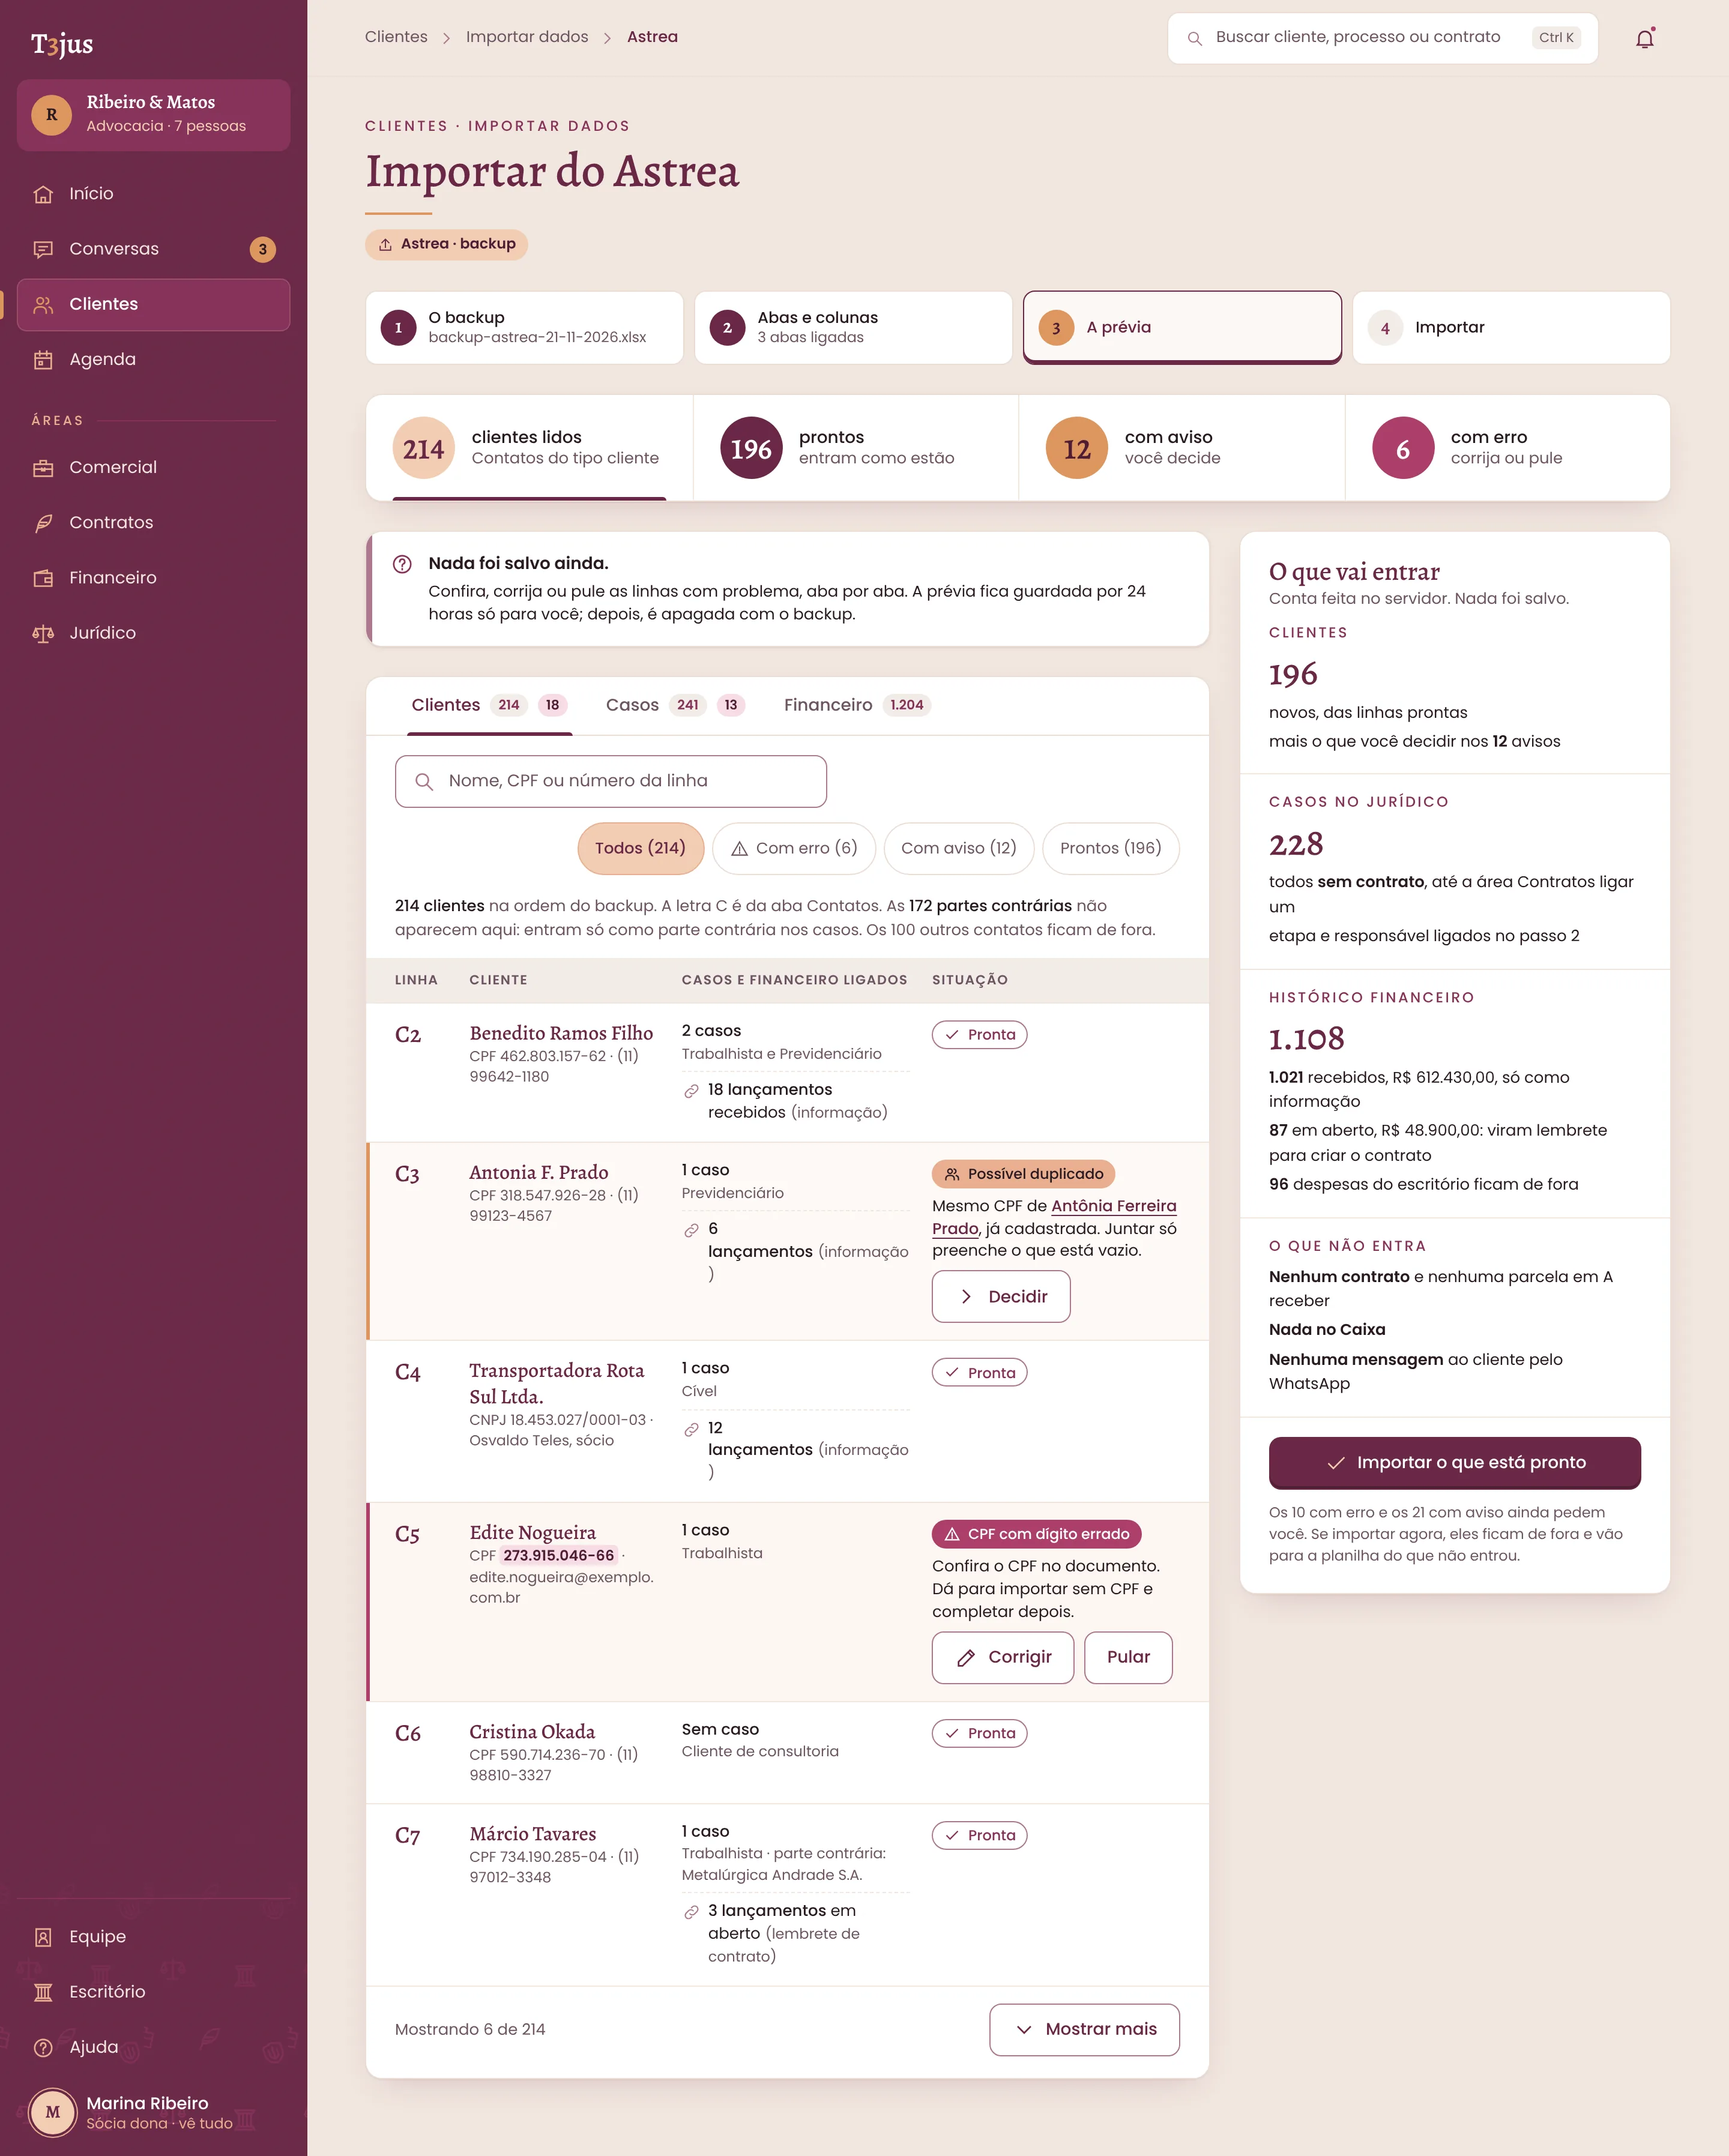 T3jus
R
Ribeiro & Matos
Advocacia · 7 pessoas
Início
Conversas
3
Clientes
Agenda
ÁREAS
Comercial
Contratos
Financeiro
Jurídico
Equipe
Escritório
Ajuda
M
Marina Ribeiro
Sócia dona · vê tudo
Clientes
Importar dados
Astrea
Buscar cliente, processo ou contrato
Ctrl K
CLIENTES · IMPORTAR DADOS
Importar do Astrea
Astrea · backup
1
O backup
backup-astrea-21-11-2026.xlsx
2
Abas e colunas
3 abas ligadas
3
A prévia
4
Importar
214
clientes lidos
Contatos do tipo cliente
196
prontos
entram como estão
12
com aviso
você decide
6
com erro
corrija ou pule
Nada foi salvo ainda.
Confira, corrija ou pule as linhas com problema, aba por aba. A prévia fica guardada por 24
horas só para você; depois, é apagada com o backup.
Clientes 214 18
Casos 241 13
Financeiro 1.204
Nome, CPF ou número da linha
Todos (214)
Com erro (6)
Com aviso (12)
Prontos (196)
214 clientes na ordem do backup. A letra C é da aba Contatos. As 172 partes contrárias não
aparecem aqui: entram só como parte contrária nos casos. Os 100 outros contatos ficam de fora.
LINHA
CLIENTE
CASOS E FINANCEIRO LIGADOS
SITUAÇÃO
C2
Benedito Ramos Filho
CPF 462.803.157-62 · (11)
99642-1180
2 casos
Trabalhista e Previdenciário
18 lançamentos
recebidos (informação)
Pronta
C3
Antonia F. Prado
CPF 318.547.926-28 · (11)
99123-4567
1 caso
Previdenciário
6
lançamentos (informação
)
Possível duplicado
Mesmo CPF de Antônia Ferreira
Prado, já cadastrada. Juntar só
preenche o que está vazio.
Decidir
C4
Transportadora Rota
Sul Ltda.
CNPJ 18.453.027/0001-03 ·
Osvaldo Teles, sócio
1 caso
Cível
12
lançamentos (informação
)
Pronta
C5
Edite Nogueira
CPF 273.915.046-66 ·
edite.nogueira@exemplo.
com.br
1 caso
Trabalhista
CPF com dígito errado
Confira o CPF no documento.
Dá para importar sem CPF e
completar depois.
Corrigir
Pular
C6
Cristina Okada
CPF 590.714.236-70 · (11)
98810-3327
Sem caso
Cliente de consultoria
Pronta
C7
Márcio Tavares
CPF 734.190.285-04 · (11)
97012-3348
1 caso
Trabalhista · parte contrária:
Metalúrgica Andrade S.A.
3 lançamentos em
aberto (lembrete de
contrato)
Pronta
Mostrando 6 de 214
Mostrar mais
O que vai entrar
Conta feita no servidor. Nada foi salvo.
CLIENTES
196
novos, das linhas prontas
mais o que você decidir nos 12 avisos
CASOS NO JURÍDICO
228
todos sem contrato, até a área Contratos ligar
um
etapa e responsável ligados no passo 2
HISTÓRICO FINANCEIRO
1.108
1.021 recebidos, R$ 612.430,00, só como
informação
87 em aberto, R$ 48.900,00: viram lembrete
para criar o contrato
96 despesas do escritório ficam de fora
O QUE NÃO ENTRA
Nenhum contrato e nenhuma parcela em A
receber
Nada no Caixa
Nenhuma mensagem ao cliente pelo
WhatsApp
Importar o que está pronto
Os 10 com erro e os 21 com aviso ainda pedem
você. Se importar agora, eles ficam de fora e vão
para a planilha do que não entrou.